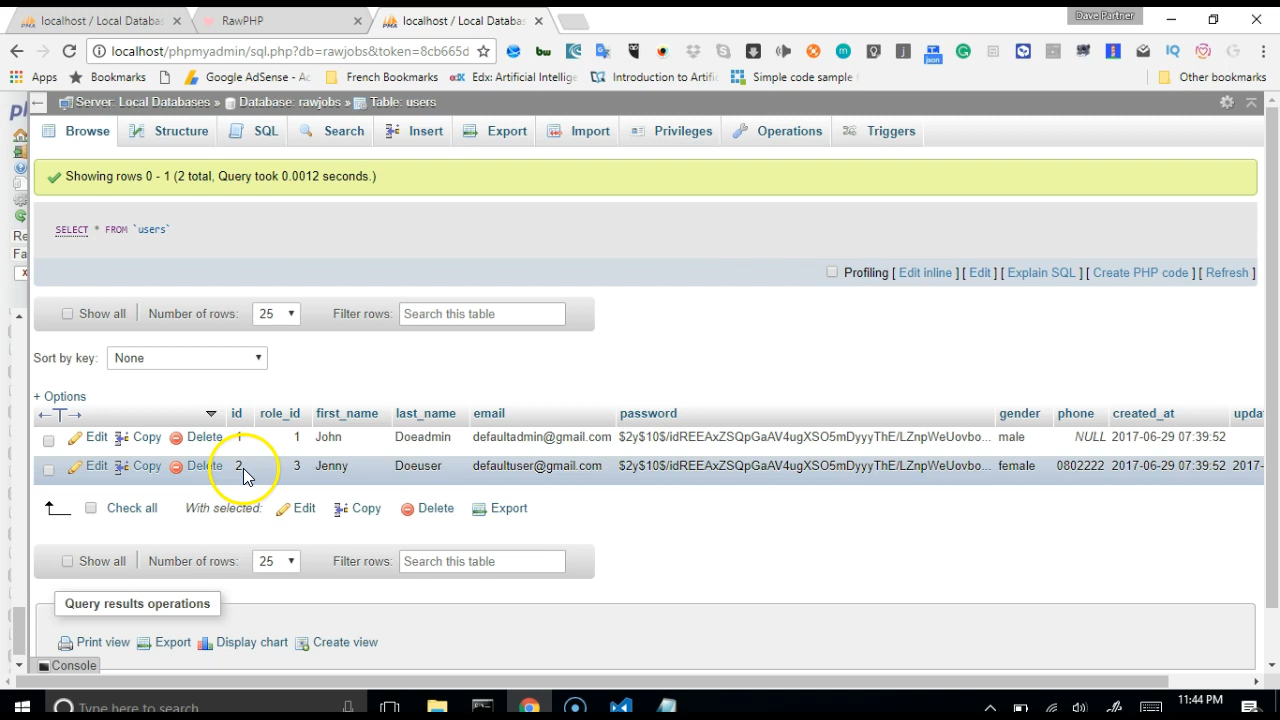 localhost / Local Databas
RawPHP
localhost / Local Databas
Dave Partner
localhost/phpmyadmin/sql.php?db=rawjobs&token=8cb665d
Apps
Bookmarks
Google AdSense - Ac
French Bookmarks
Edx: Artificial Intellige
Introduction to Artific
Simple code sample
Other bookmarks
Server: Local Databases » Database: rawjobs » Table: users
Browse Structure SQL Search Insert Export Import Privileges Operations Triggers
Showing rows 0 - 1 (2 total, Query took 0.0012 seconds.)
SELECT * FROM `users`
Profiling [ Edit inline ] [ Edit ] [ Explain SQL ] [ Create PHP code ] [ Refresh ]
Show all Number of rows: 25 Filter rows: Search this table
Sort by key: None
+ Options
id role_id first_name last_name email password gender phone created_at upda
Edit Copy Delete 1 1 John Doeadmin defaultadmin@gmail.com $2y$10$/idREEAxZSQpGaAV4ugXSO5mDyyyThE/LZnpWeUovbo... male NULL 2017-06-29 07:39:52
Edit Copy Delete 2 3 Jenny Doeuser defaultuser@gmail.com $2y$10$/idREEAxZSQpGaAV4ugXSO5mDyyyThE/LZnpWeUovbo... female 0802222 2017-06-29 07:39:52 2017-
Check all With selected: Edit Copy Delete Export
Show all Number of rows: 25 Filter rows: Search this table
Query results operations
Print view Export Display chart Create view
Console
Type here to search
11:44 PM